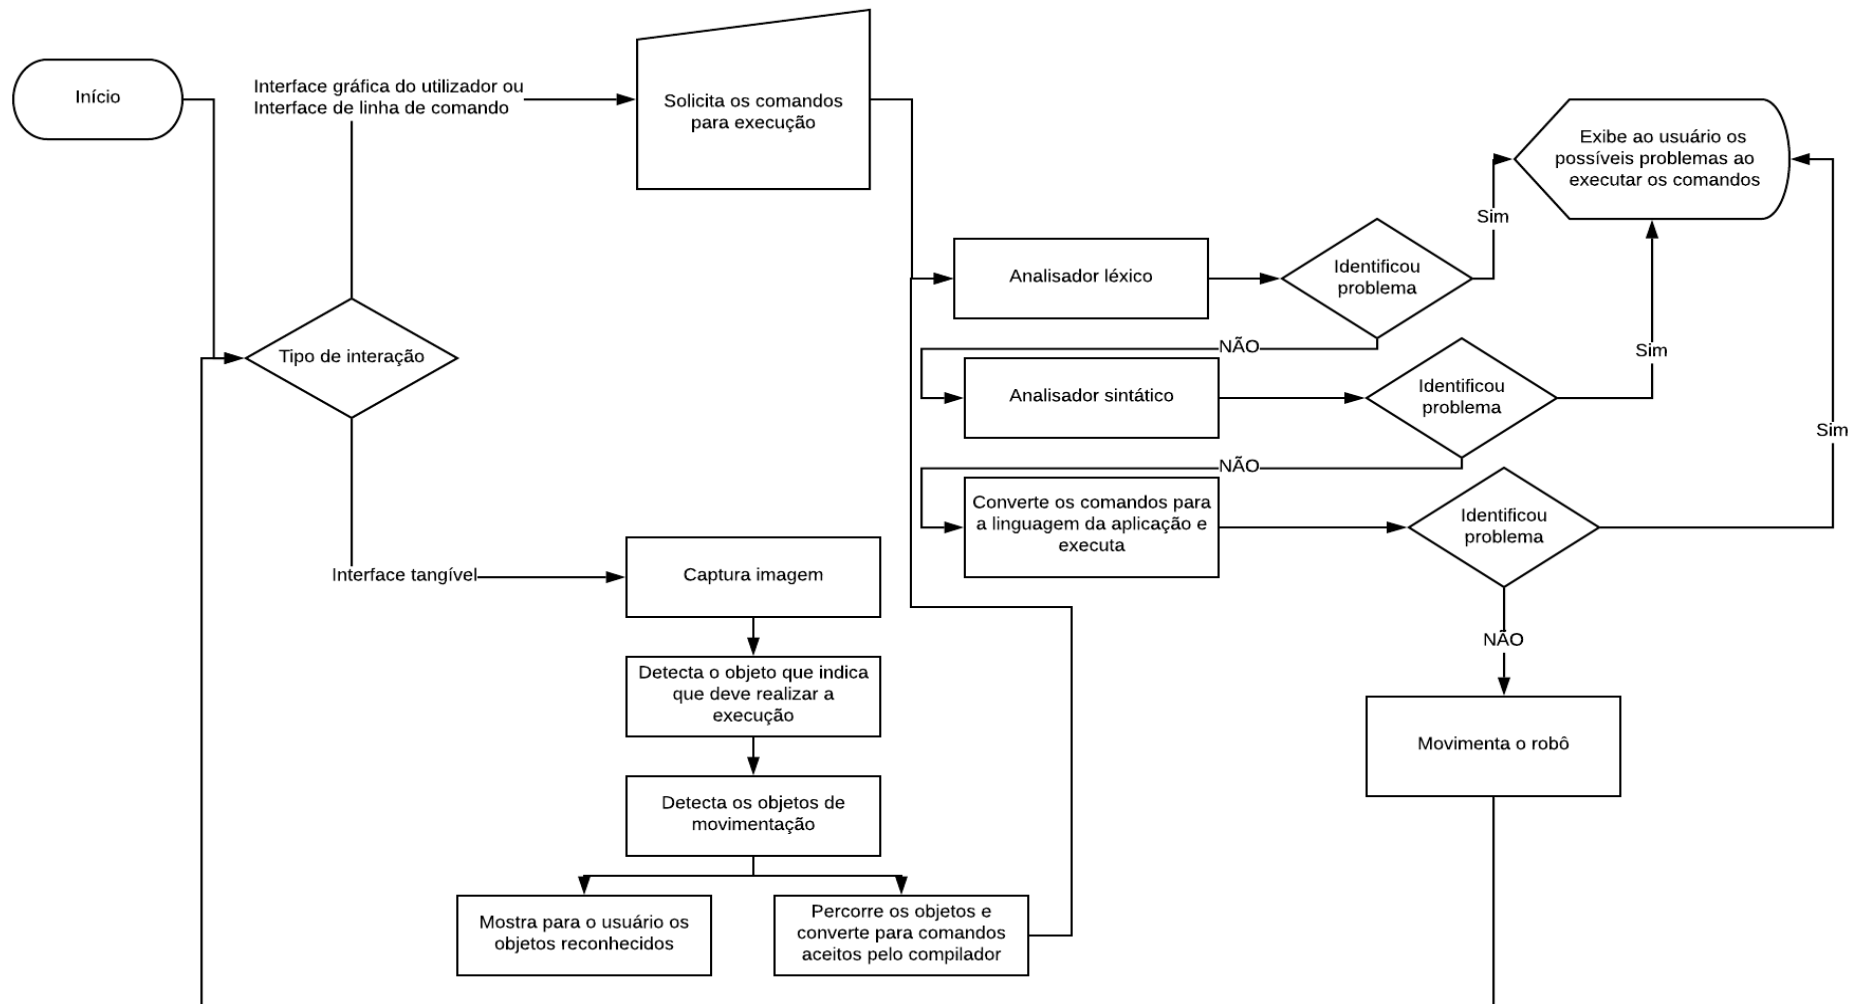 Início
Interface gráfica do utilizador ou
Interface de linha de comando
Solicita os comandos
para execução
Exibe ao usuário os
possíveis problemas ao
executar os comandos
Sim
Analisador léxico
Identificou
problema
NÃO
Tipo de interação
Sim
Analisador sintático
Identificou
problema
Sim
NÃO
Converte os comandos para
a linguagem da aplicação e
executa
Identificou
problema
Interface tangível
Captura imagem
NÃO
Detecta o objeto que indica
que deve realizar a
execução
Movimenta o robô
Detecta os objetos de
movimentação
Mostra para o usuário os
objetos reconhecidos
Percorre os objetos e
converte para comandos
aceitos pelo compilador